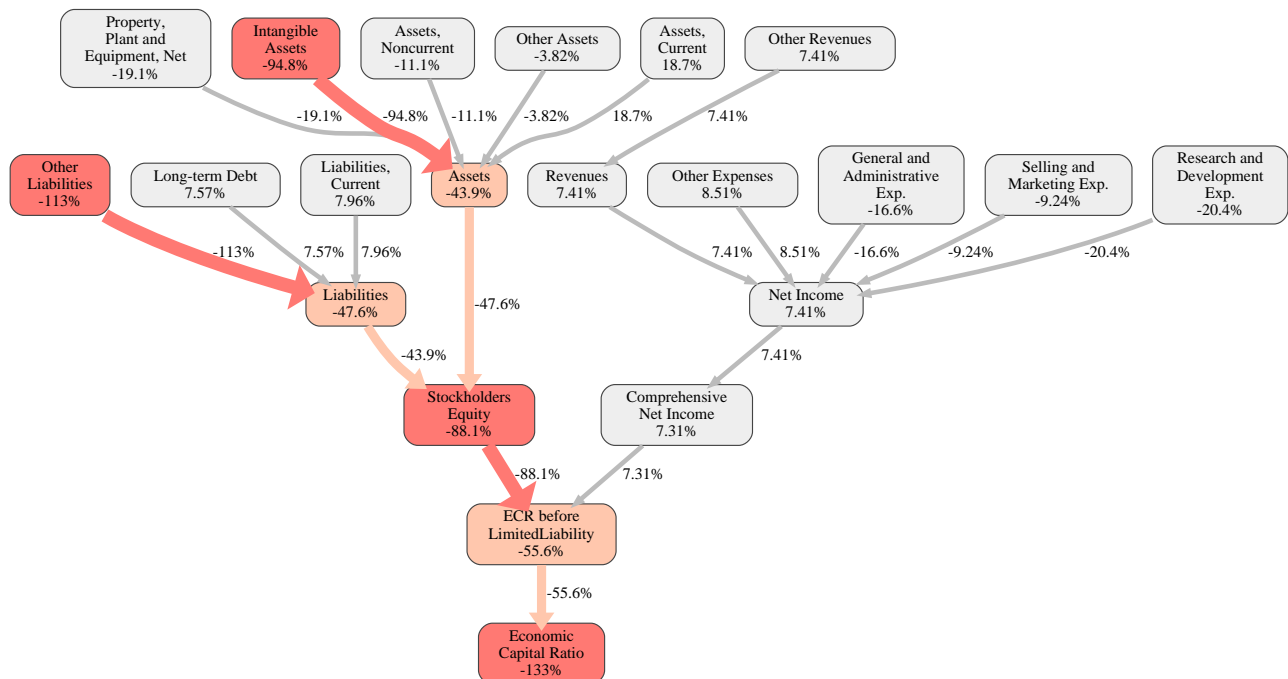 Property,
Plant and
Equipment, Net
-19.1%
Intangible
Assets
-94.8%
Assets,
Noncurrent
-11.1%
Other Assets
-3.82%
Assets,
Current
18.7%
Other Revenues
7.41%
-19.1%
-94.8%
-11.1%
-3.82%
18.7%
7.41%
Other
Liabilities
-113%
Long-term Debt
7.57%
Liabilities,
Current
7.96%
Assets
-43.9%
Revenues
7.41%
Other Expenses
8.51%
General and
Administrative
Exp.
-16.6%
Selling and
Marketing Exp.
-9.24%
Research and
Development
Exp.
-20.4%
-113%
7.57%
7.96%
7.41%
8.51%
-16.6%
-9.24%
-20.4%
Liabilities
-47.6%
-47.6%
Net Income
7.41%
-43.9%
7.41%
Stockholders
Equity
-88.1%
Comprehensive
Net Income
7.31%
-88.1%
7.31%
ECR before
LimitedLiability
-55.6%
-55.6%
Economic
Capital Ratio
-133%